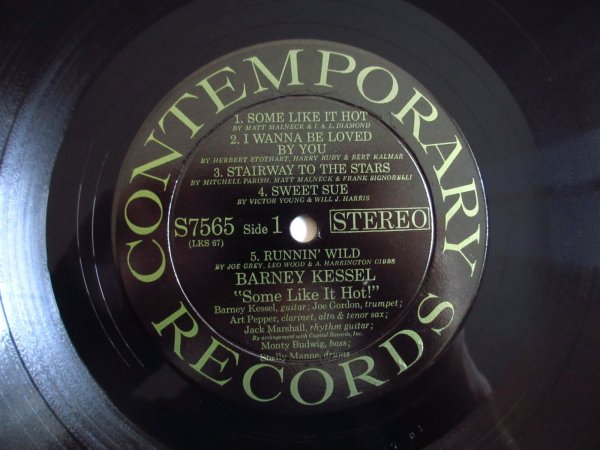 CONTEMPORARY RECORDS
1. SOME LIKE IT HOT
BY MATT MALNECK & I. A. L. DIAMOND
2. I WANNA BE LOVED
BY YOU
BY HERBERT STOTHART, HARRY RUBY & BERT KALMAR
3. STAIRWAY TO THE STARS
BY MITCHELL PARISH, MATT MALNECK & FRANK SIGNORELLI
4. SWEET SUE
BY VICTOR YOUNG & WILL J. HARRIS
S7565 Side 1 STEREO
(LKS 67)
5. RUNNIN' WILD
BY JOE GREY, LEO WOOD & A. HARRINGTON GIBBS
BARNEY KESSEL
"Some Like It Hot!"
Barney Kessel, guitar; Joe Gordon, trumpet;
Art Pepper, clarinet, alto & tenor sax;
Jack Marshall, rhythm guitar;
By arrangement with Capitol Records, Inc.
Monty Budwig, bass;
Shelly Manne, drums